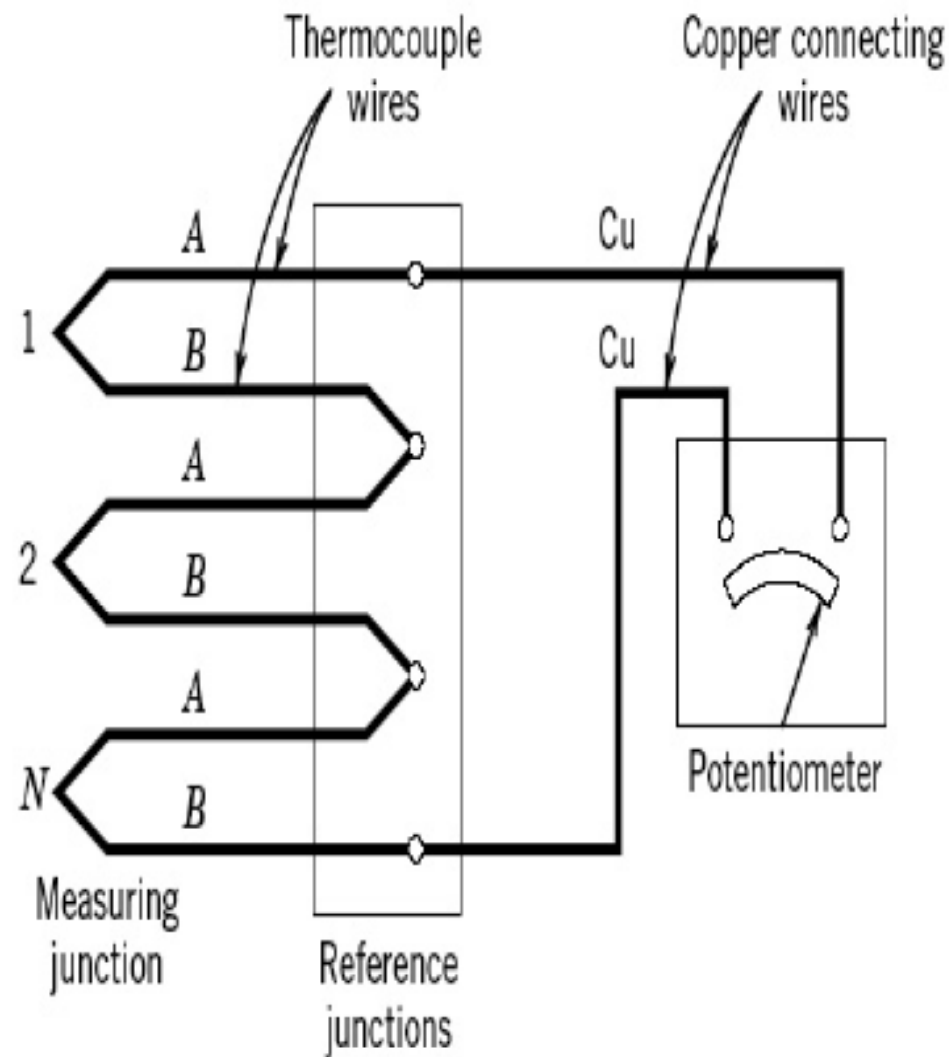 Thermocouple
wires
Copper connecting
wires
A
Cu
1
B
Cu
A
2
B
A
N
B
Potentiometer
Measuring
junction
Reference
junctions